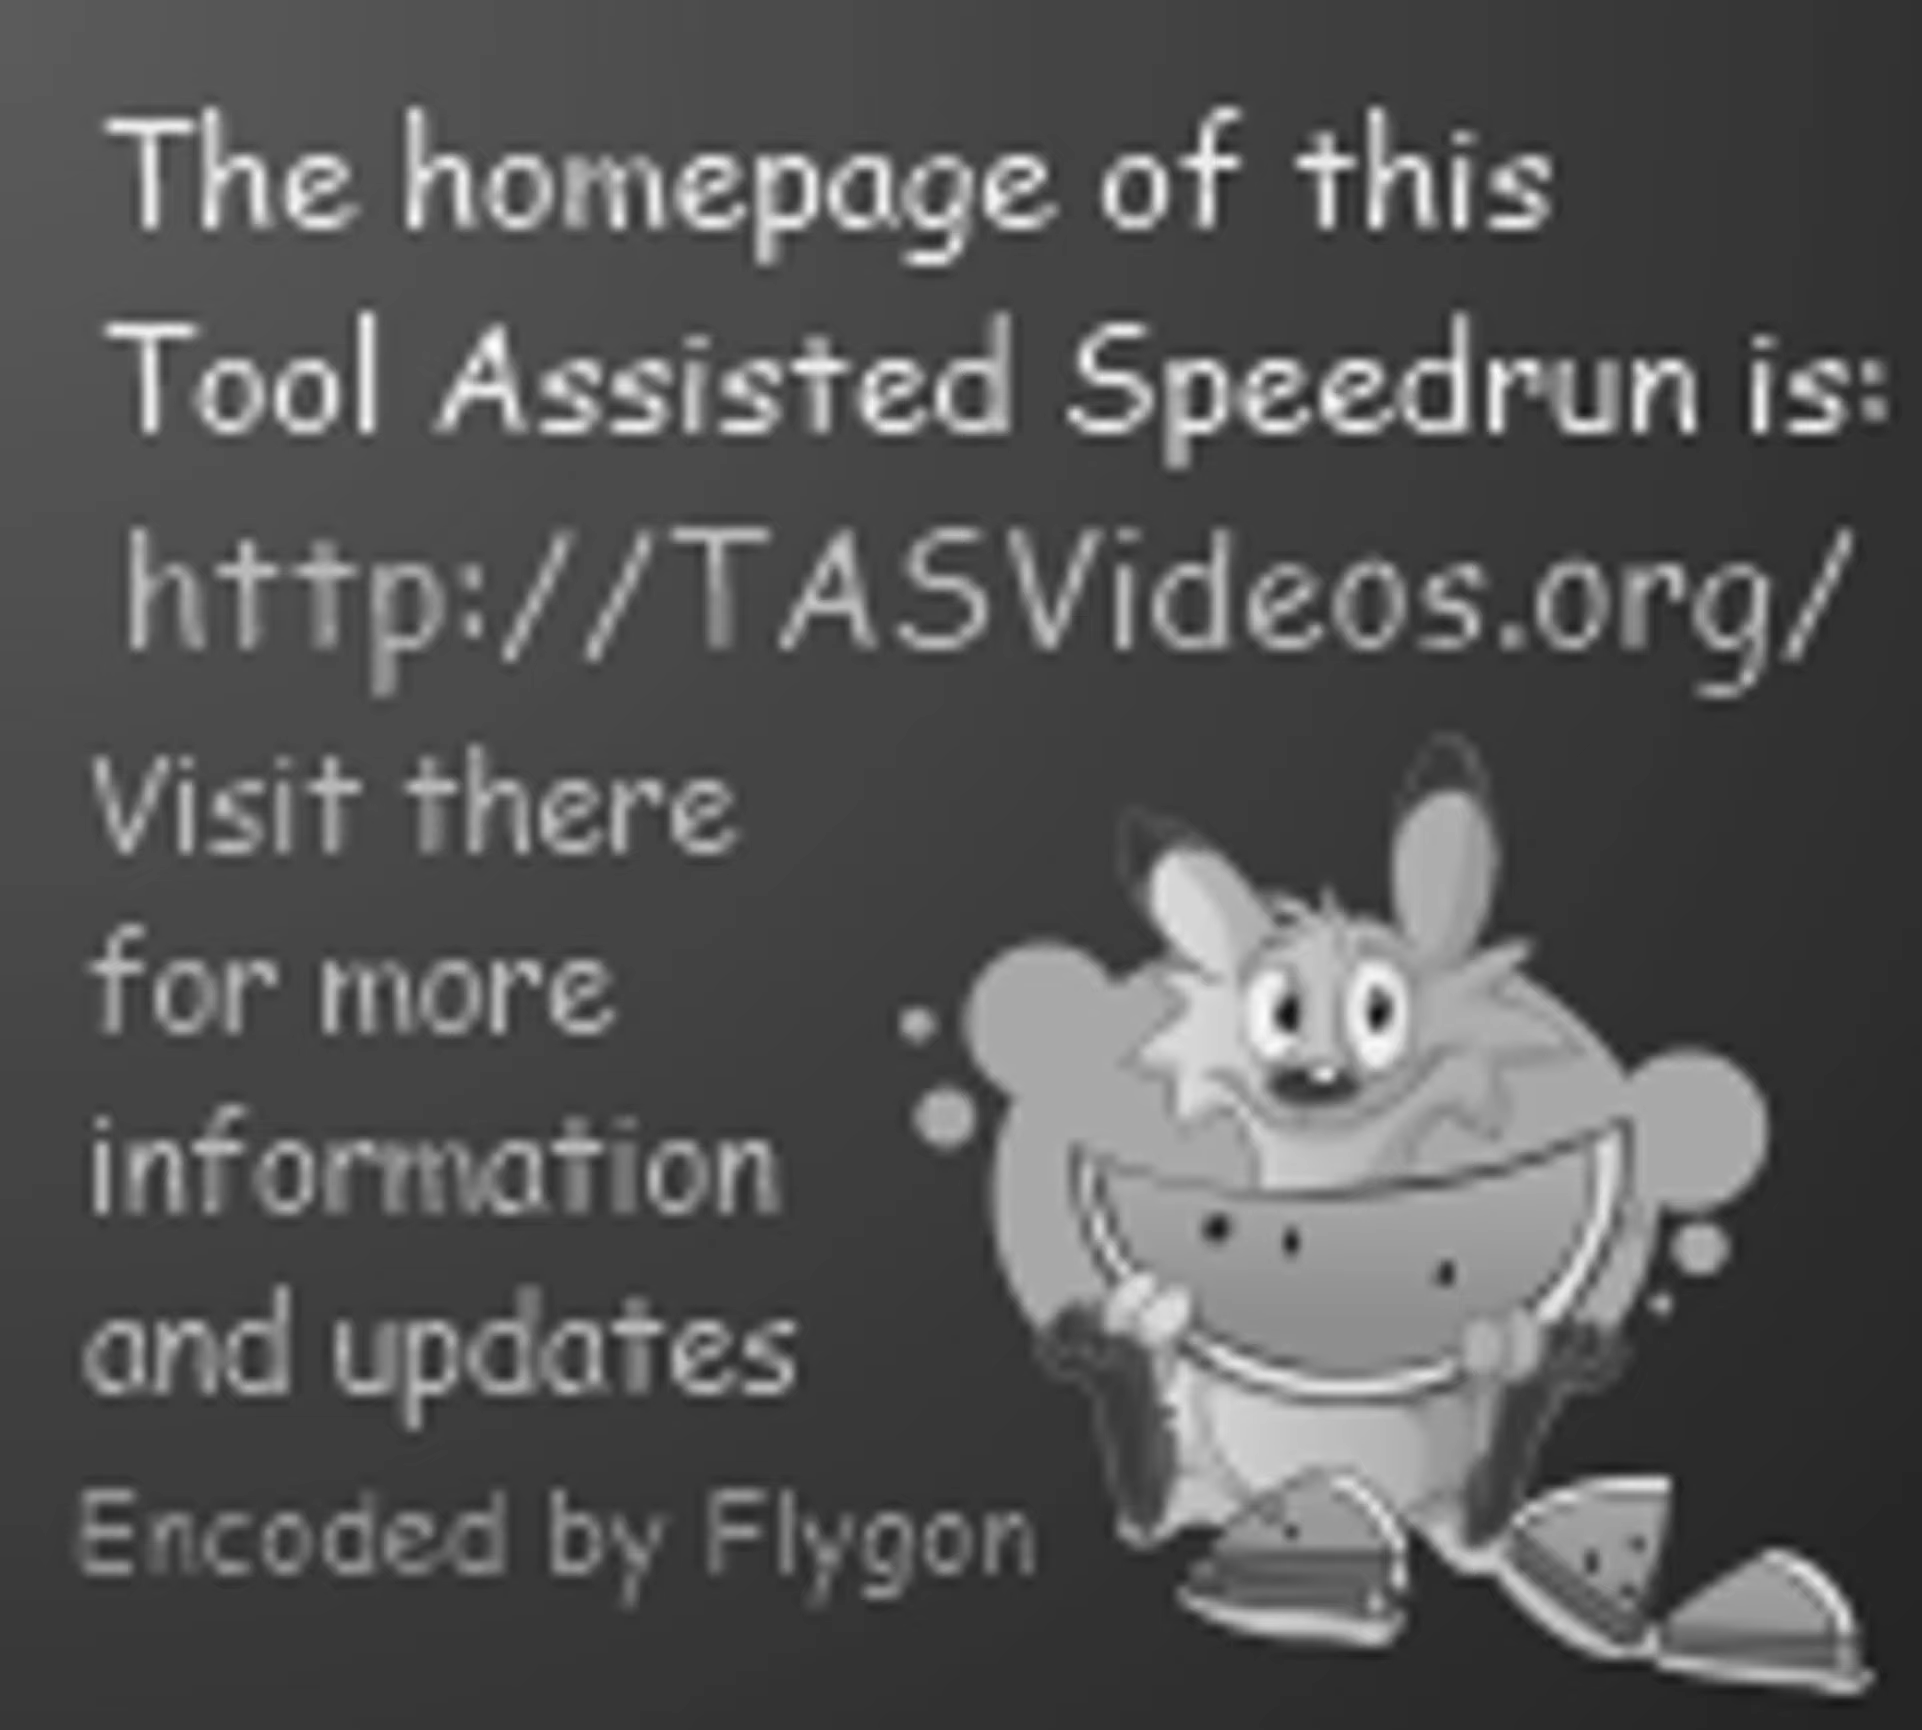 The homepage of this
Tool Assisted Speedrun is:
http://TASVideos.org/
Visit there
for more
information
and updates
Encoded by Flygon